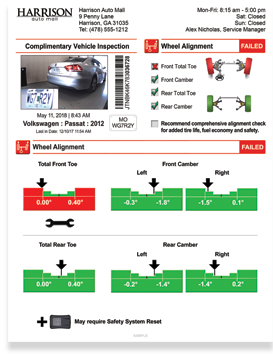 HARRISON
auto mall
Harrison Auto Mall
9 Penny Lane
Harrison, GA 31035
Tel: (478) 555-1212
Mon-Fri: 8:15 am - 5:00 pm
Sat: Closed
Sun: Closed
Alex Nicholas, Service Manager
Complimentary Vehicle Inspection
WG7R2Y
May 11, 2018 | 8:43 AM
Volkswagen : Passat : 2012
Last in Date: 12/10/17 11:54 AM
MO
WG7R2Y
Wheel Alignment
FAILED
Front Total Toe
Front Camber
Rear Total Toe
Rear Camber
Recommend comprehensive alignment check
for added tire life, fuel economy and safety.
Wheel Alignment
FAILED
Total Front Toe
Front Camber
Left
Right
0.00° 0.40°
-0.3° -1.8°
-1.5° 0.1°
Total Rear Toe
Rear Camber
Left
Right
0.00° 0.40°
-0.2° -1.4°
-1.4° 0.2°
May require Safety System Reset